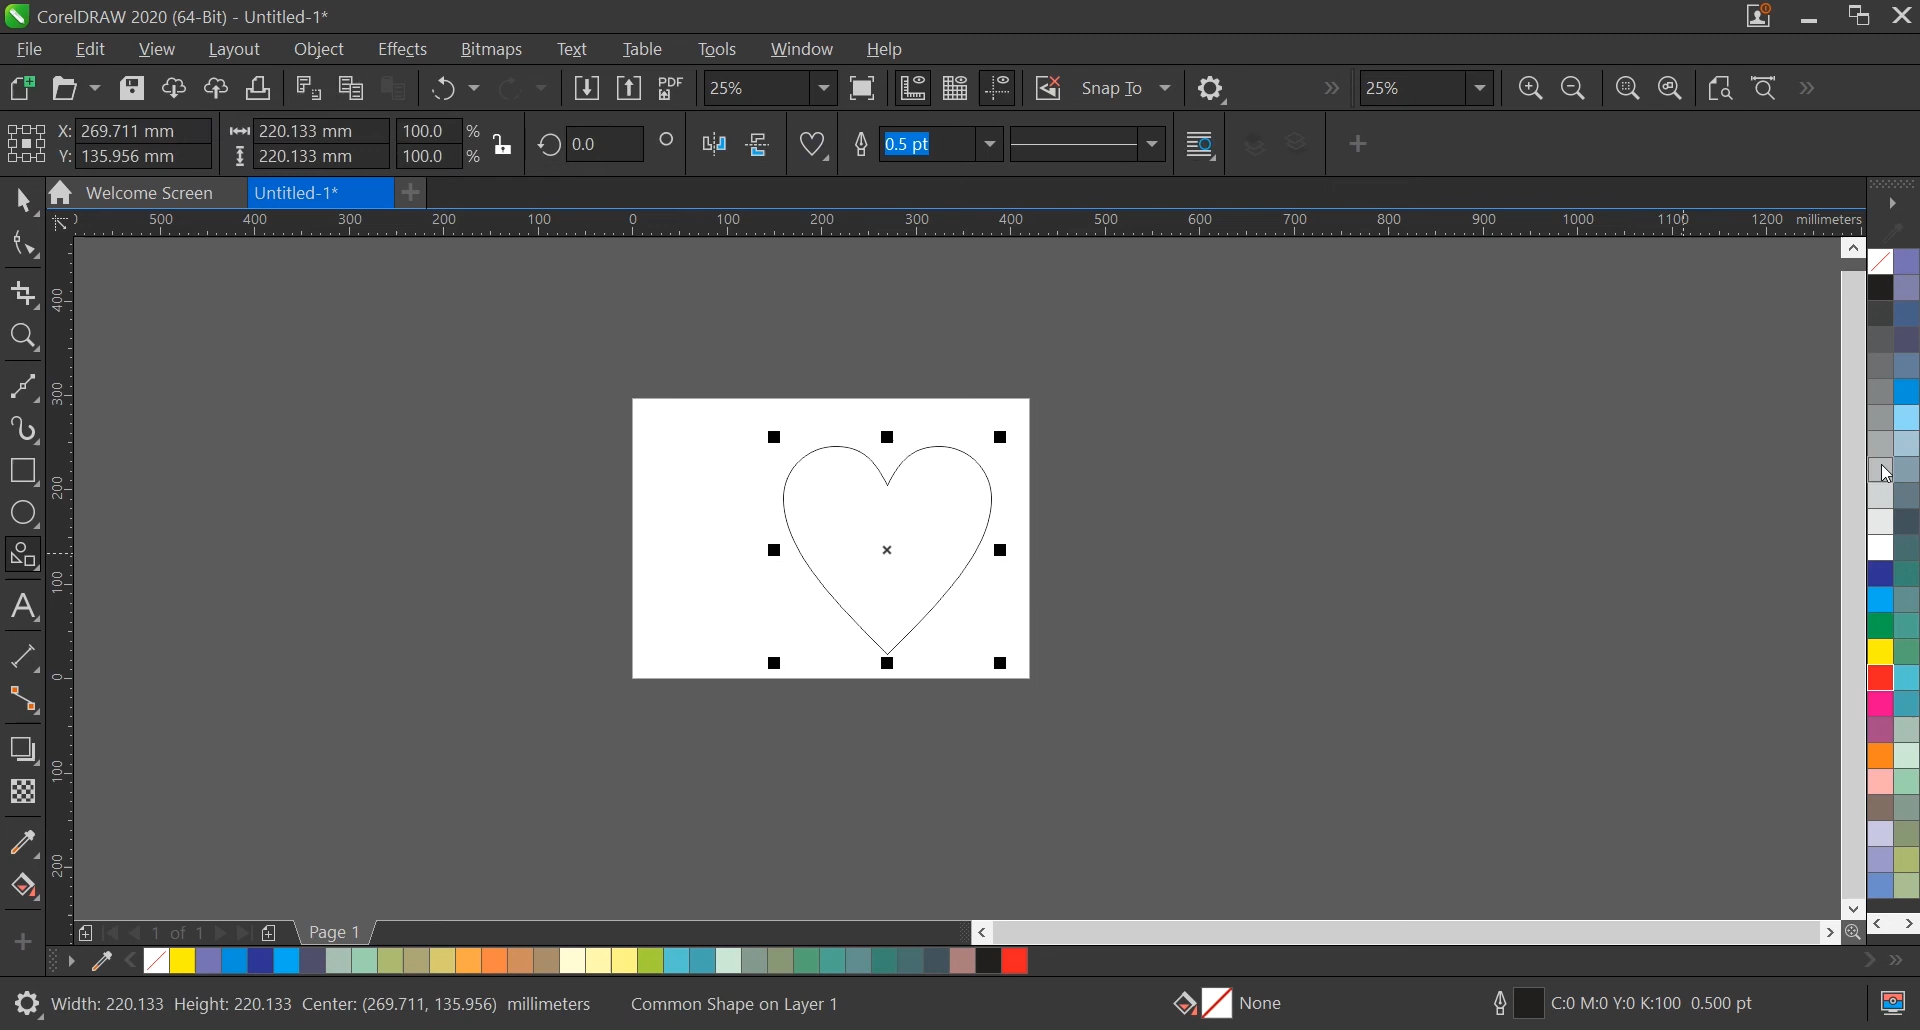 CorelDRAW 2020 (64-Bit) - Untitled-1*
File Edit View Layout Object Effects Bitmaps Text Table Tools Window Help
PDF 25% Snap To 25%
X: 269.711 mm 220.133 mm 100.0 %
Y: 135.956 mm 220.133 mm 100.0 %
0.0 0.5 pt
Welcome Screen Untitled-1*
500 400 300 200 100 0 100 200 300 400 500 600 700 800 900 1000 1100 1200 millimeters
400
300
200
100
0
100
200
1 of 1 Page 1
Width: 220.133 Height: 220.133 Center: (269.711, 135.956) millimeters Common Shape on Layer 1 None C:0 M:0 Y:0 K:100 0.500 pt